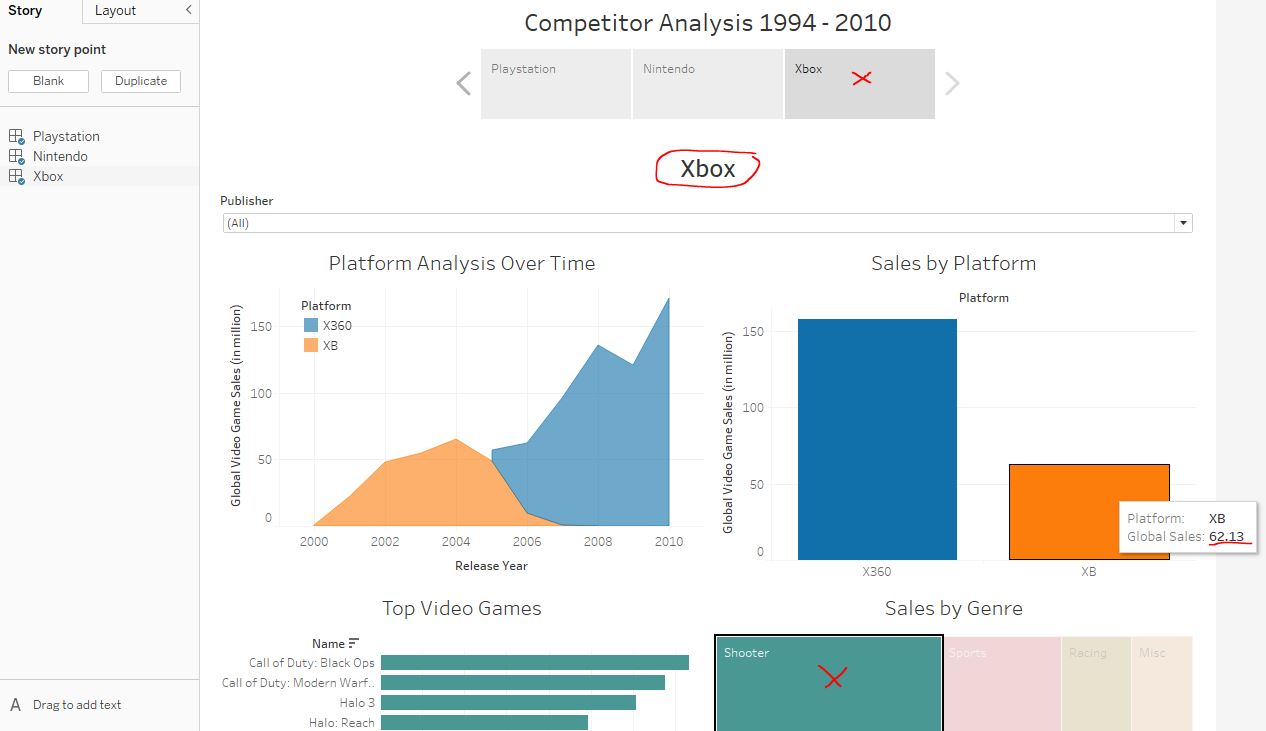 Story
Layout
<
New story point
Blank
Duplicate
Playstation
Nintendo
Xbox
A Drag to add text
Competitor Analysis 1994 - 2010
Playstation
Nintendo
Xbox
Xbox
Publisher
(All)
Platform Analysis Over Time
Platform
X360
XB
Global Video Game Sales (in million)
150
100
50
0
2000 2002 2004 2006 2008 2010
Release Year
Sales by Platform
Platform
Global Video Game Sales (in million)
150
100
50
0
X360 XB
Platform: XB
Global Sales: 62.13
Top Video Games
Name
Call of Duty: Black Ops
Call of Duty: Modern Warf..
Halo 3
Halo: Reach
Sales by Genre
Shooter Sports Racing Misc